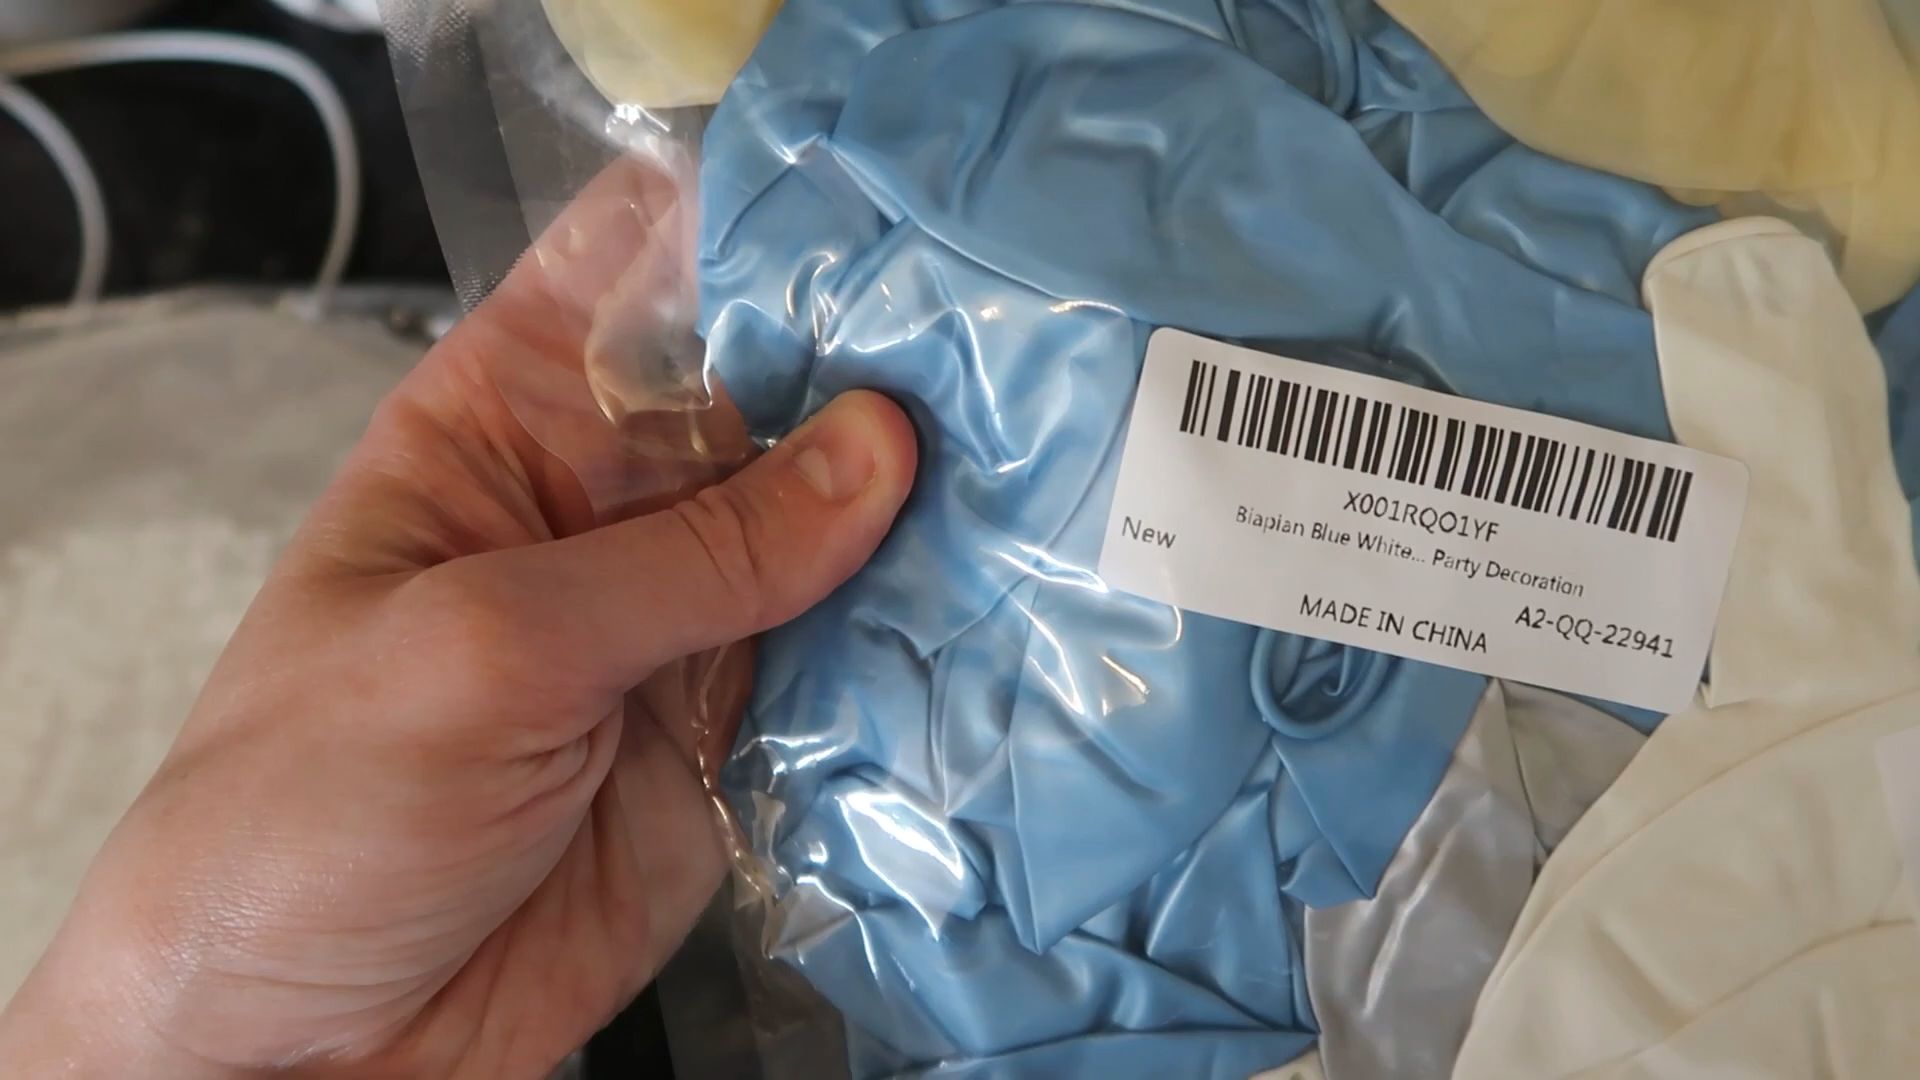 X001RQO1YF
Biapian Blue White... Party Decoration
New
MADE IN CHINA
A2-QQ-22941